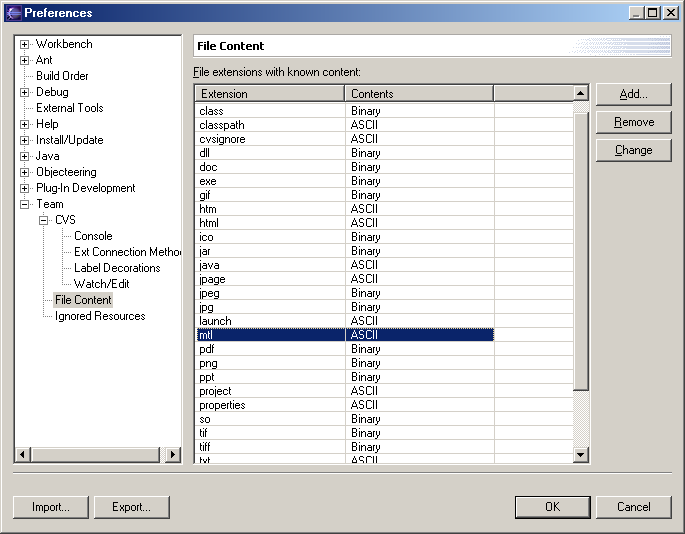 Preferences
Workbench
Ant
Build Order
Debug
External Tools
Help
Install/Update
Java
Objecteering
Plug-In Development
Team
CVS
Console
Ext Connection Metho
Label Decorations
Watch/Edit
File Content
Ignored Resources
File Content
File extensions with known content:
Extension Contents
class Binary
classpath ASCII
cvsignore ASCII
dll Binary
doc Binary
exe Binary
gif Binary
htm ASCII
html ASCII
ico Binary
jar Binary
java ASCII
jpage ASCII
jpeg Binary
jpg Binary
launch ASCII
mtl ASCII
pdf Binary
png Binary
ppt Binary
project ASCII
properties ASCII
so Binary
tif Binary
tiff Binary
txt ASCII
Add...
Remove
Change
Import...
Export...
OK
Cancel